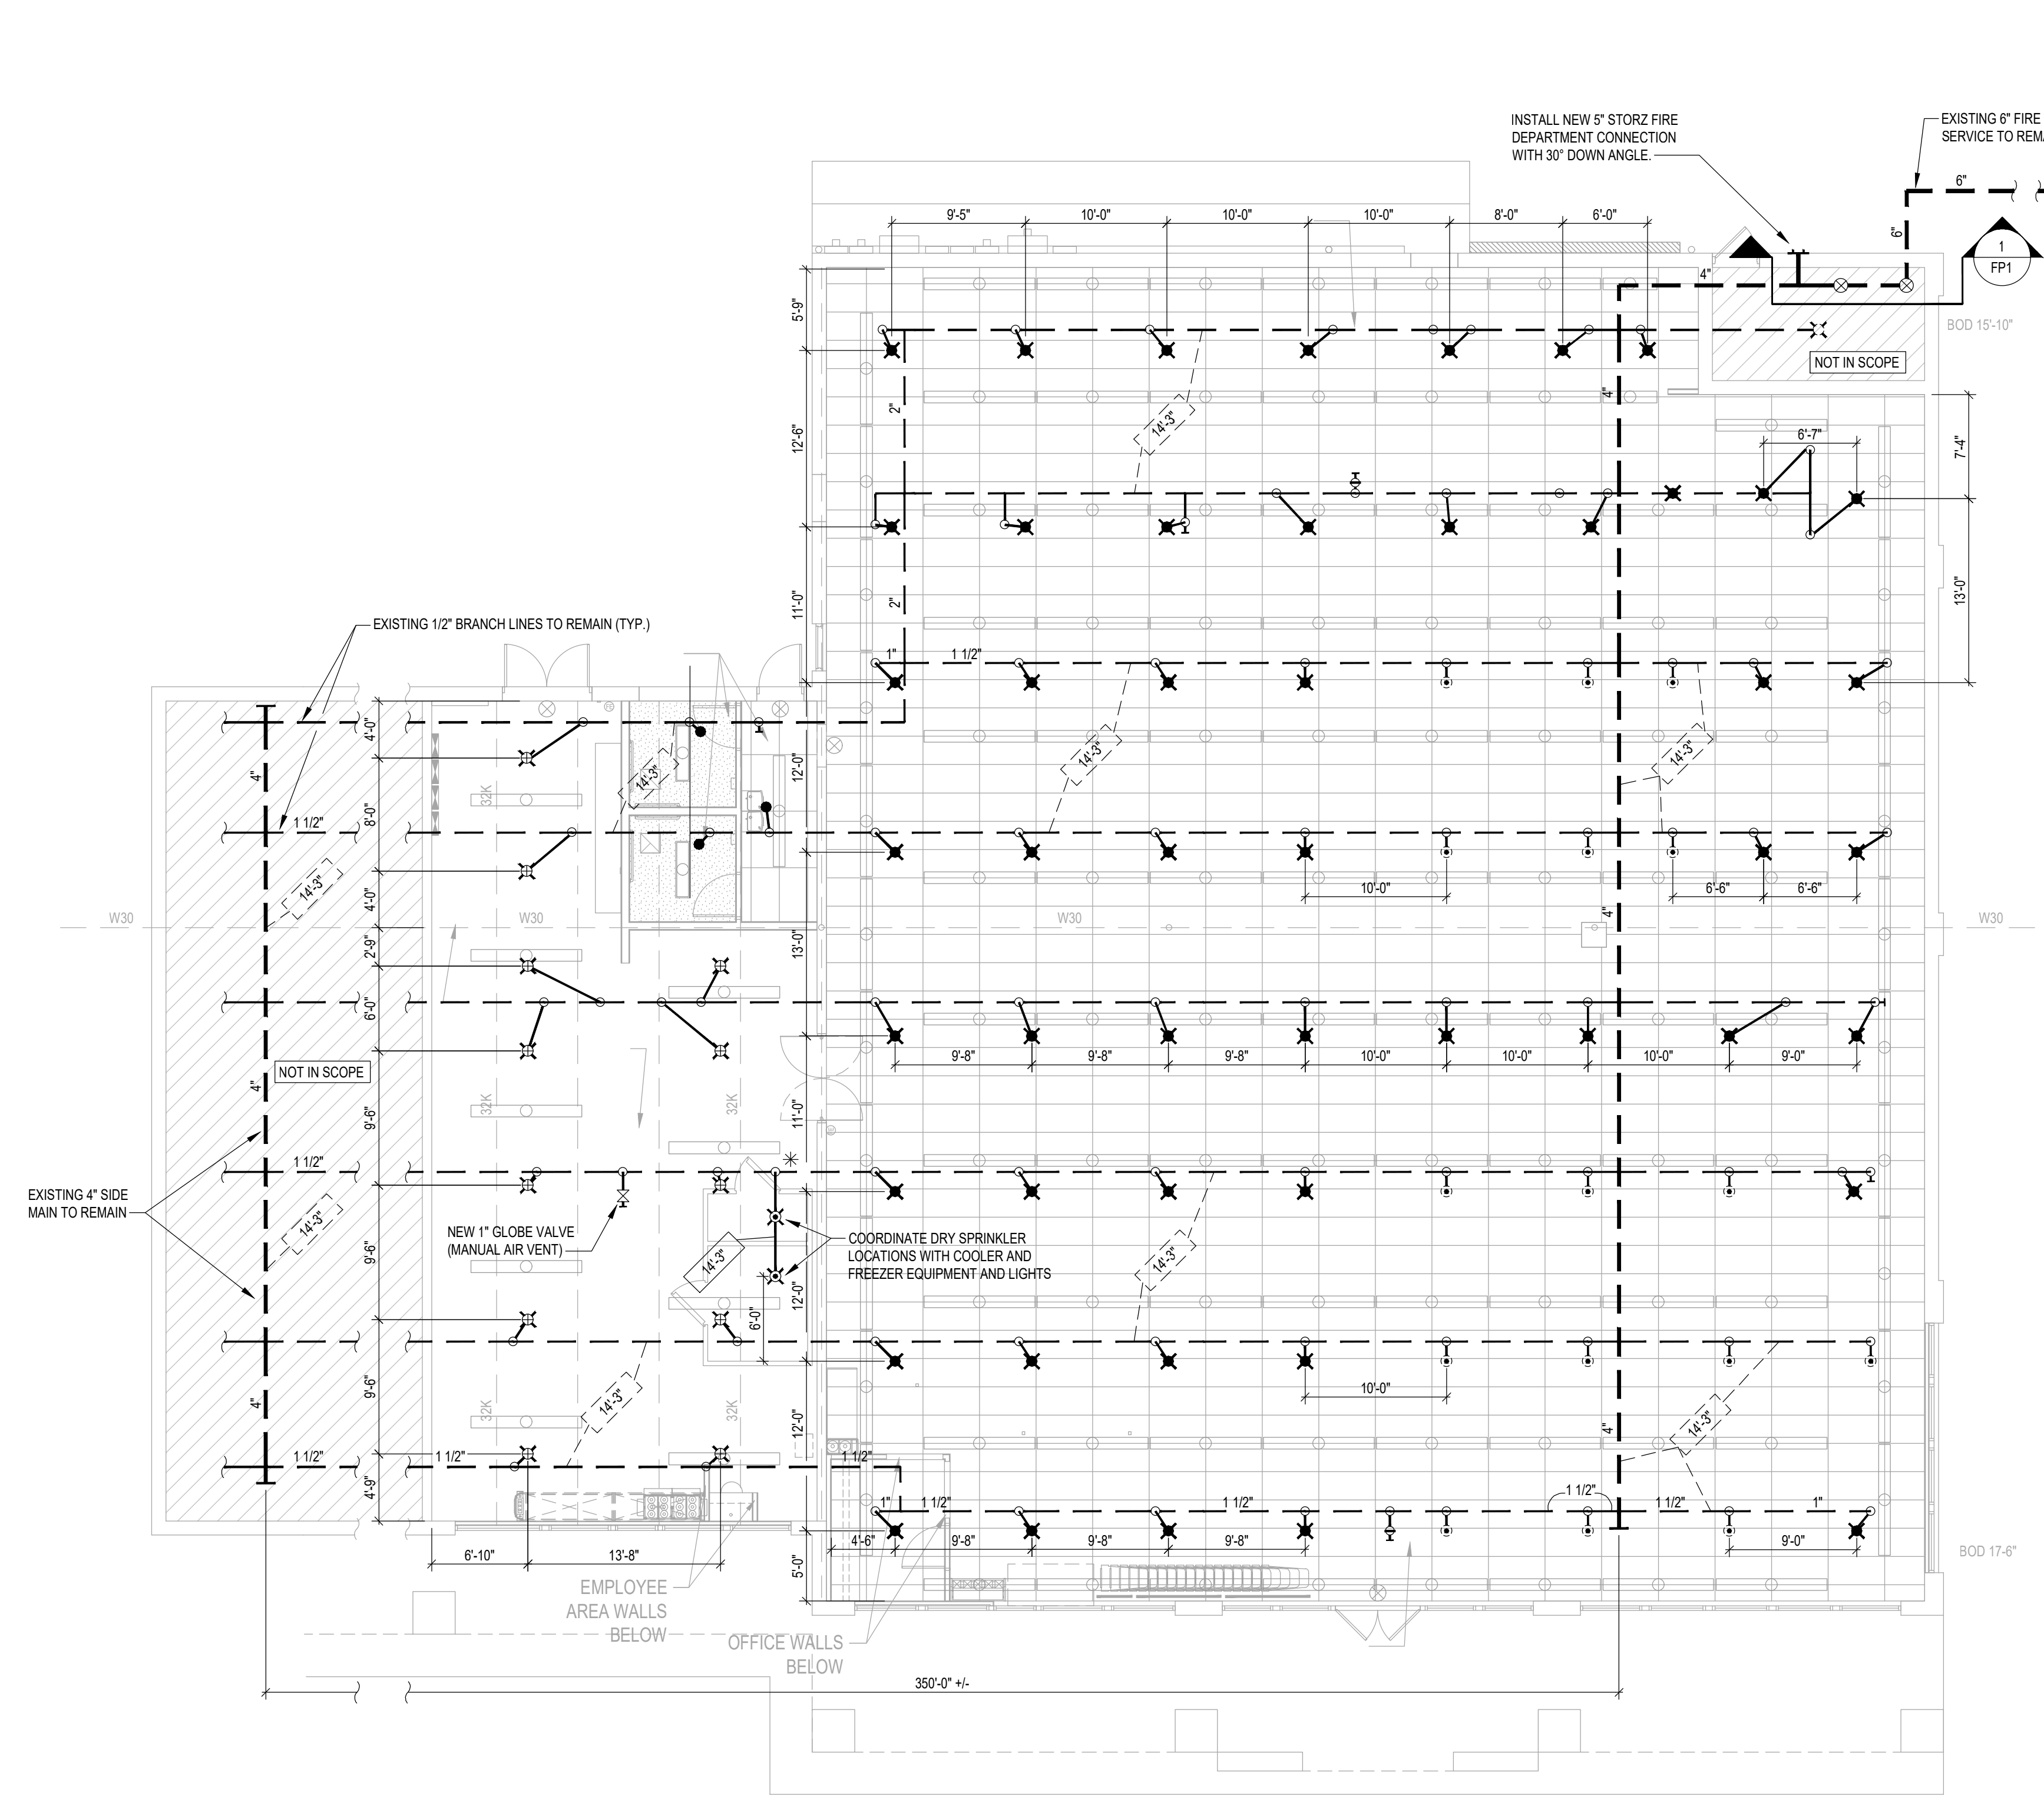 INSTALL NEW 5" STORZ FIRE
DEPARTMENT CONNECTION
WITH 30° DOWN ANGLE.
EXISTING 6" FIRE
SERVICE TO REM
6"
6"
1
FP1
4"
9'-5"
10'-0"
10'-0"
10'-0"
8'-0"
6'-0"
5'-9"
BOD 15'-10"
NOT IN SCOPE
2"
4"
14'-3"
12'-6"
6'-7"
7'-4"
11'-0"
2"
13'-0"
EXISTING 1/2" BRANCH LINES TO REMAIN (TYP.)
1"
1 1/2"
4'-0"
4"
14'-3"
12'-0"
14'-3"
14'-3"
32K
8'-0"
1 1/2"
14'-3"
4'-0"
10'-0"
6'-6"
6'-6"
W30
W30
W30
4"
W30
2'-9"
13'-0"
6'-0"
9'-8"
9'-8"
9'-8"
10'-0"
10'-0"
10'-0"
9'-0"
NOT IN SCOPE
4"
32K
32K
9'-6"
11'-0"
1 1/2"
EXISTING 4" SIDE
MAIN TO REMAIN
14'-3"
NEW 1" GLOBE VALVE
(MANUAL AIR VENT)
14'-3"
COORDINATE DRY SPRINKLER
LOCATIONS WITH COOLER AND
FREEZER EQUIPMENT AND LIGHTS
14'-3"
9'-6"
12'-0"
6'-0"
9'-6"
10'-0"
4"
14'-3"
32K
32K
12'-0"
4"
14'-3"
1 1/2"
1 1/2"
1 1/2"
4'-9"
1"
1 1/2"
1 1/2"
1 1/2"
1 1/2"
1"
4'-6"
9'-8"
9'-8"
9'-8"
9'-0"
6'-10"
13'-8"
5'-0"
BOD 17'-6"
EMPLOYEE
AREA WALLS
BELOW
OFFICE WALLS
BELOW
350'-0" +/-